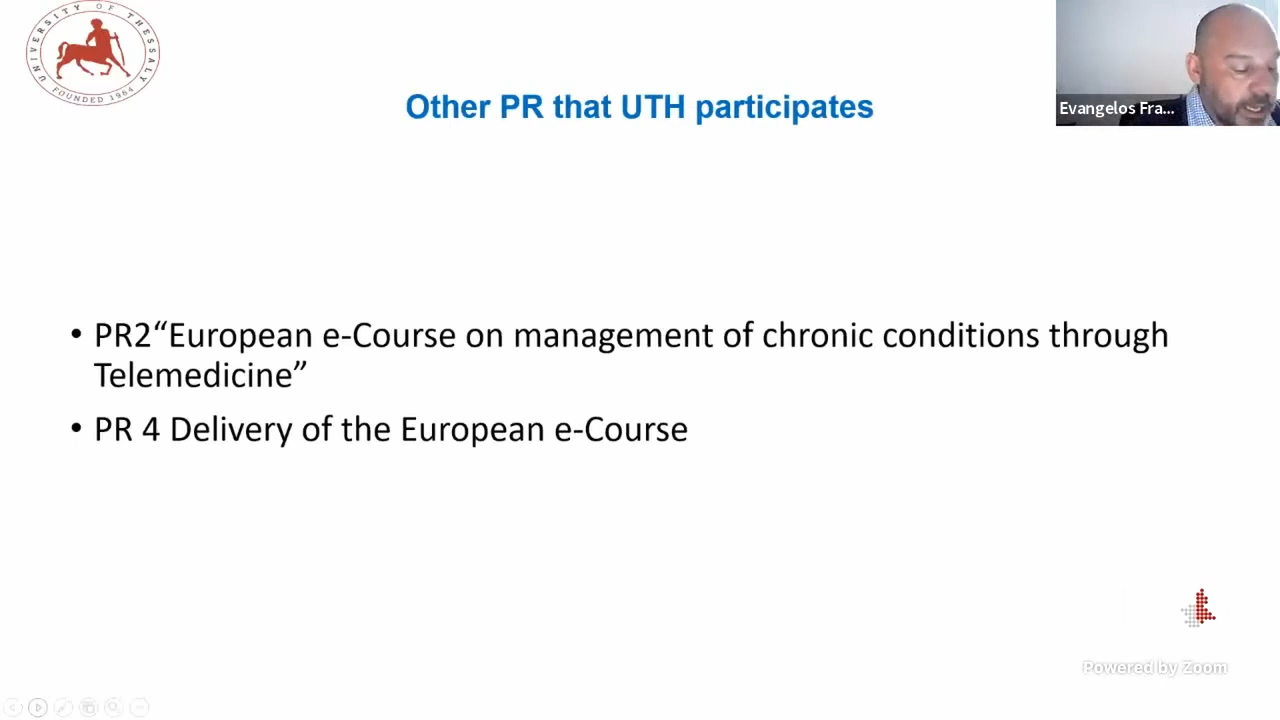 UNIVERSITY OF THESSALY
FOUNDED 1984
Other PR that UTH participates
Evangelos Fra...
• PR2“European e-Course on management of chronic conditions through
Telemedicine”
• PR 4 Delivery of the European e-Course
Powered by Zoom